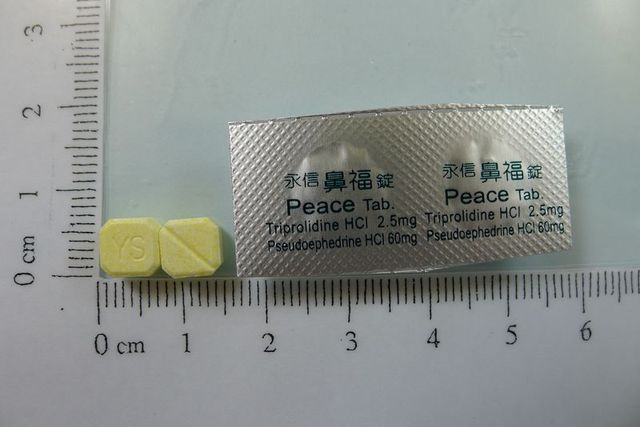 3
2
1
0 cm
YS
永信 鼻福 錠
Peace Tab.
Triprolidine HCl 2.5mg
Pseudoephedrine HCl 60mg
永信 鼻福 錠
Peace Tab.
Triprolidine HCl 2.5mg
Pseudoephedrine HCl 60mg
0 cm 1 2 3 4 5 6